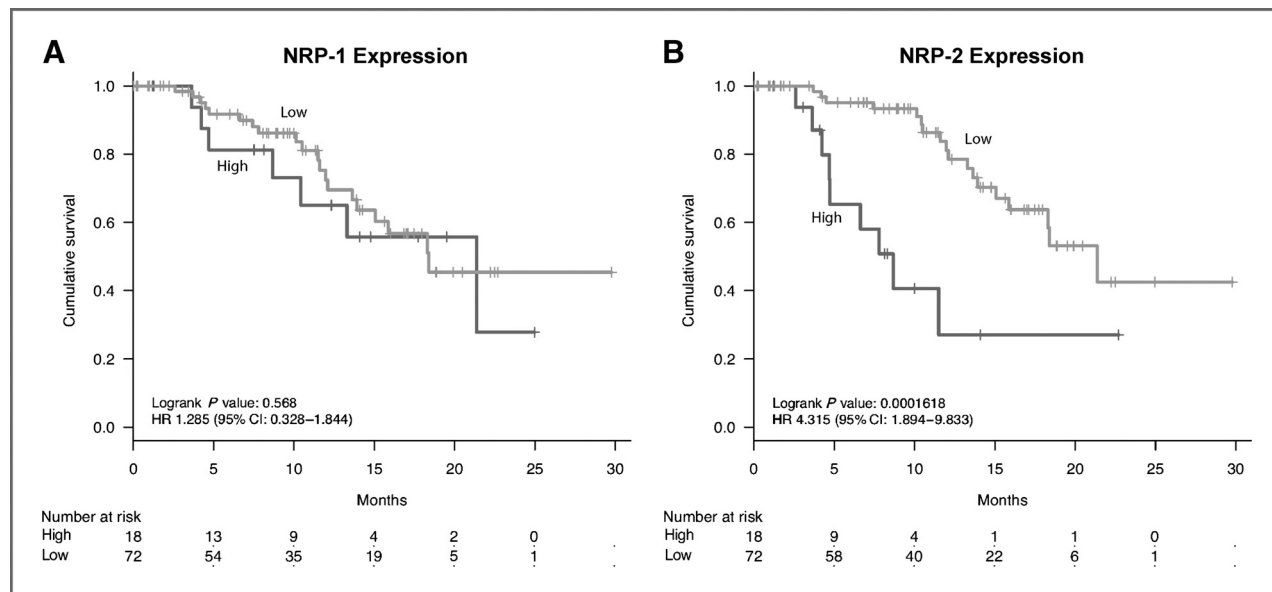 A
NRP-1 Expression
1.0
0.8
0.6
0.4
0.2
0.0
Cumulative survival
Low
High
Logrank P value: 0.568
HR 1.285 (95% CI: 0.328–1.844)
0 5 10 15 20 25 30
Months
Number at risk
High 18 13 9 4 2 0
Low 72 54 35 19 5 1
B
NRP-2 Expression
1.0
0.8
0.6
0.4
0.2
0.0
Cumulative survival
Low
High
Logrank P value: 0.0001618
HR 4.315 (95% CI: 1.894–9.833)
0 5 10 15 20 25 30
Months
Number at risk
High 18 9 4 1 1 0
Low 72 58 40 22 6 1